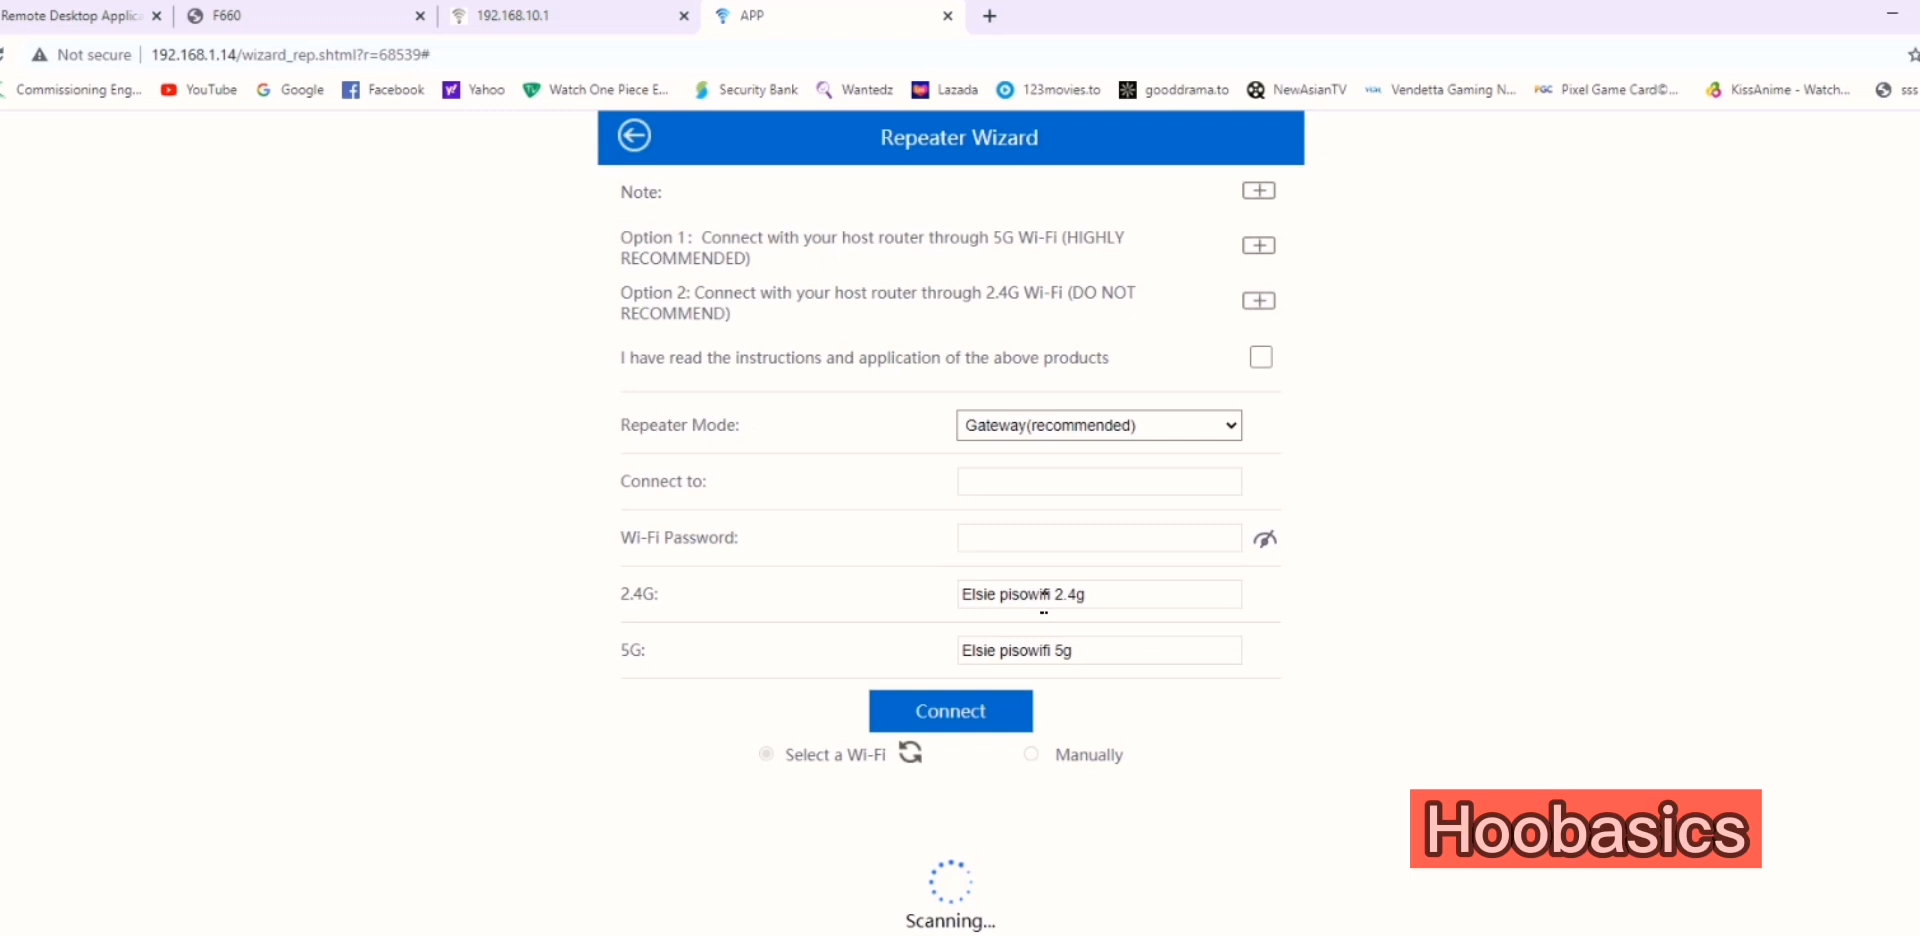 Remote Desktop Applica
F660
192.168.10.1
APP
Not secure
192.168.1.14/wizard_rep.shtml?r=68539#
Commissioning Eng...
YouTube
Google
Facebook
Yahoo
Watch One Piece E...
Security Bank
Wantedz
Lazada
123movies.to
gooddrama.to
NewAsianTV
Vendetta Gaming N...
PGC
Pixel Game Card©...
KissAnime - Watch...
sss
Repeater Wizard
Note:
Option 1: Connect with your host router through 5G Wi-Fi (HIGHLY
RECOMMENDED)
Option 2: Connect with your host router through 2.4G Wi-Fi (DO NOT
RECOMMEND)
I have read the instructions and application of the above products
Repeater Mode:
Gateway(recommended)
Connect to:
Wi-Fi Password:
2.4G:
Elsie pisowifi 2.4g
5G:
Elsie pisowifi 5g
Connect
Select a Wi-Fi
Manually
Hoobasics
Scanning...